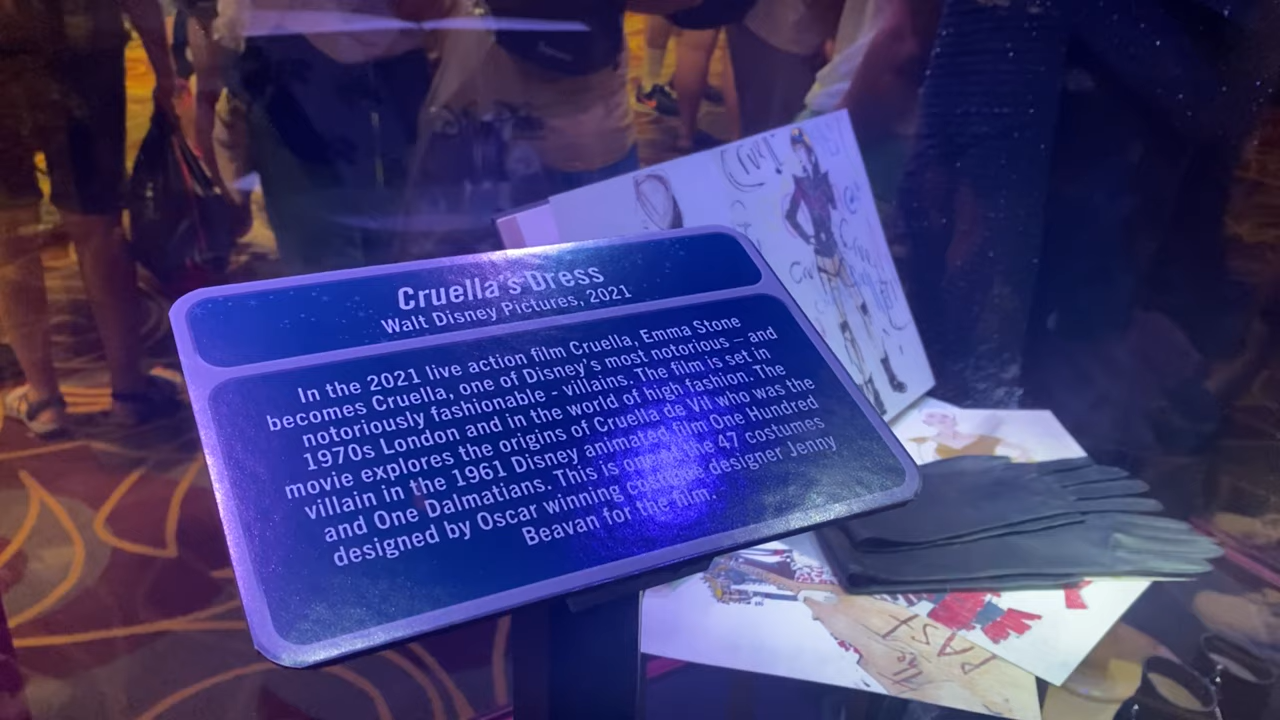 Cruella's Dress
Walt Disney Pictures, 2021
In the 2021 live action film Cruella, Emma Stone
becomes Cruella, one of Disney's most notorious – and
notoriously fashionable - villains. The film is set in
1970s London and in the world of high fashion. The
movie explores the origins of Cruella de Vil who was the
villain in the 1961 Disney animated film One Hundred
and One Dalmatians. This is one of the 47 costumes
designed by Oscar winning costume designer Jenny
Beavan for the film.
The
PAST